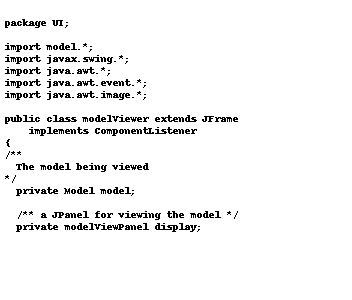 package UI;
import model.*;
import javax.swing.*;
import java.awt.*;
import java.awt.event.*;
import java.awt.image.*;
public class modelViewer extends JFrame
implements ComponentListener
{
/**
The model being viewed
*/
private Model model;
/** a JPanel for viewing the model */
private modelViewPanel display;